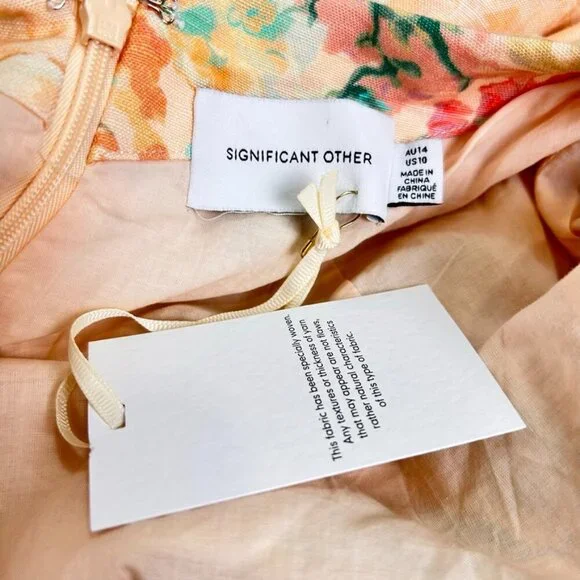 SIGNIFICANT OTHER
AU14
US10
MADE IN
CHINA
FABRIQUÉ
EN CHINE
This fabric has been specially woven.
Any textures or thickness of yarn
that may appear are not flaws,
rather natural characteristics
of this type of fabric.